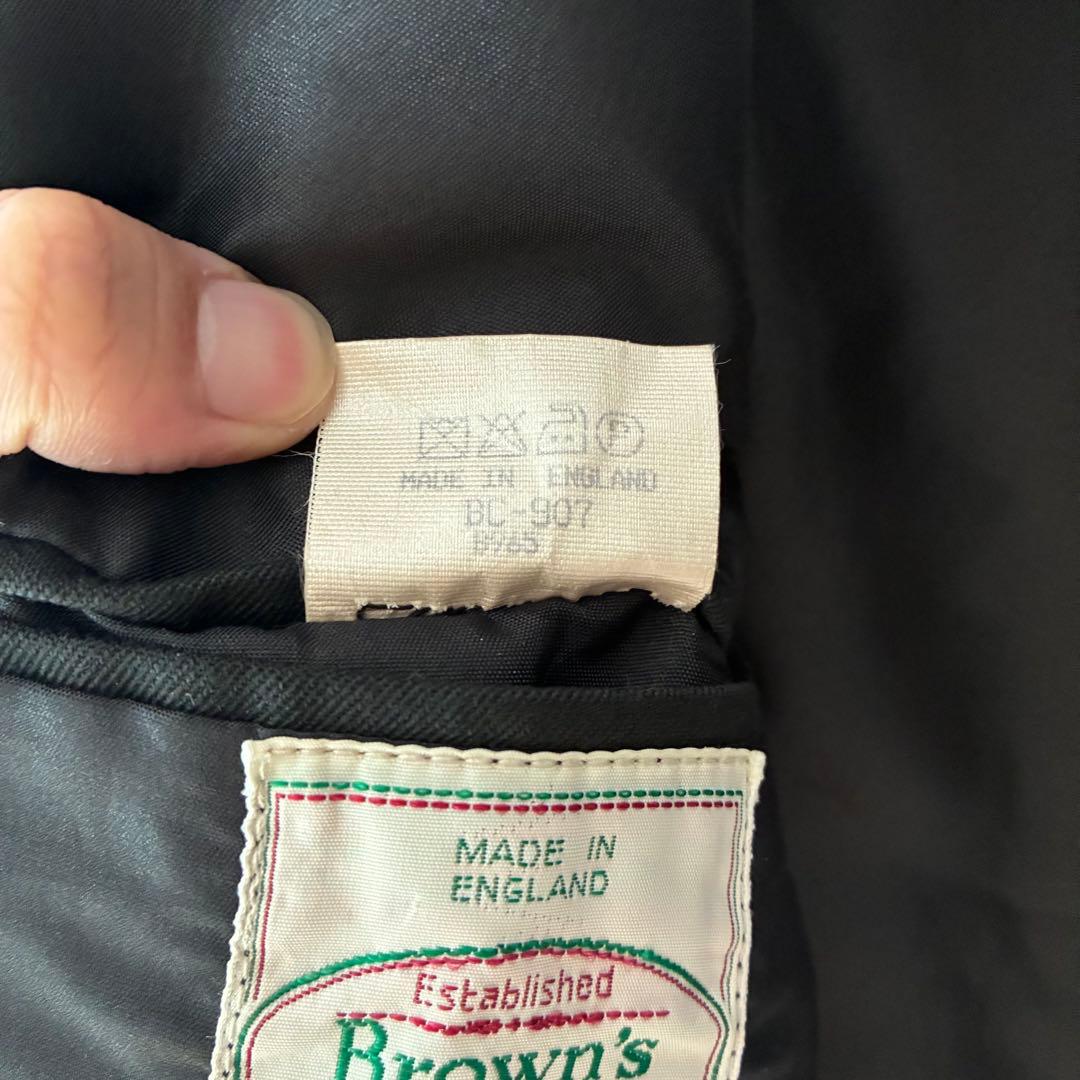 P
MADE IN ENGLAND
BC-907
MADE IN
ENGLAND
Established
Brown's